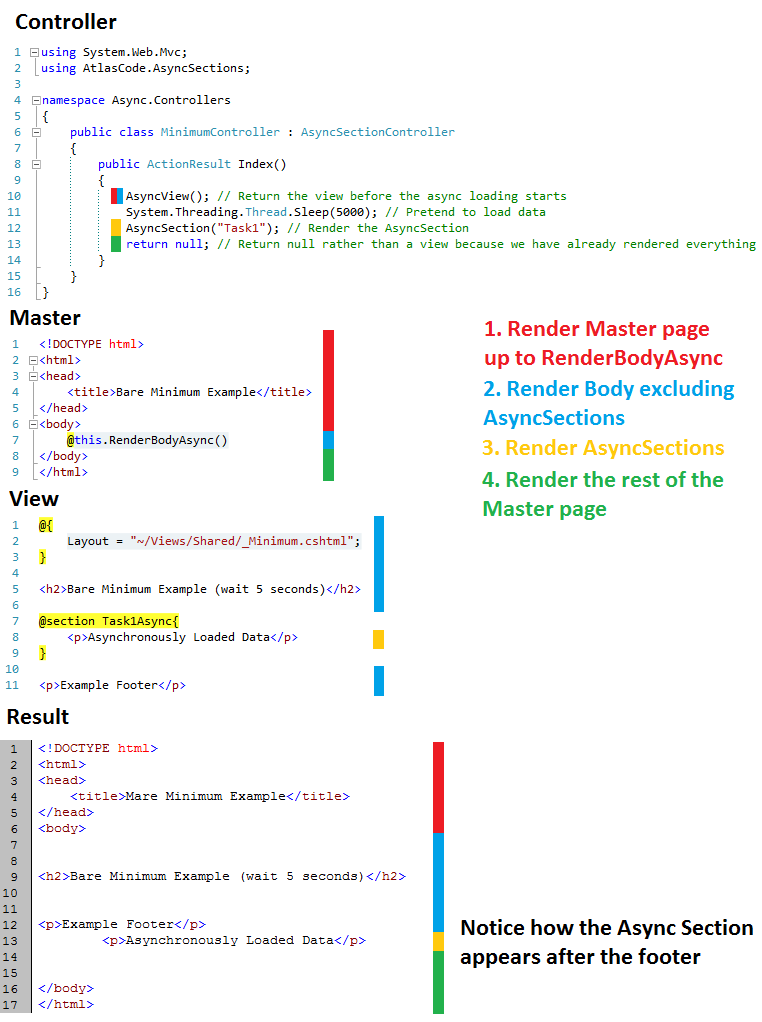 Controller
1 using System.Web.Mvc;
2 using AtlasCode.AsyncSections;
3
4 namespace Async.Controllers
5 {
6 public class MinimumController : AsyncSectionController
7 {
8 public ActionResult Index()
9 {
10 AsyncView(); // Return the view before the async loading starts
11 System.Threading.Thread.Sleep(5000); // Pretend to load data
12 AsyncSection("Task1"); // Render the AsyncSection
13 return null; // Return null rather than a view because we have already rendered everything
14 }
15 }
16 }
Master
1 <!DOCTYPE html>
2 <html>
3 <head>
4 <title>Bare Minimum Example</title>
5 </head>
6 <body>
7 @this.RenderBodyAsync()
8 </body>
9 </html>
1. Render Master page
up to RenderBodyAsync
2. Render Body excluding
AsyncSections
3. Render AsyncSections
4. Render the rest of the
Master page
View
1 @{
2 Layout = "~/Views/Shared/_Minimum.cshtml";
3 }
4
5 <h2>Bare Minimum Example (wait 5 seconds)</h2>
6
7 @section Task1Async{
8 <p>Asynchronously Loaded Data</p>
9 }
10
11 <p>Example Footer</p>
Result
1 <!DOCTYPE html>
2 <html>
3 <head>
4 <title>Mare Minimum Example</title>
5 </head>
6 <body>
7
8
9 <h2>Bare Minimum Example (wait 5 seconds)</h2>
10
11
12 <p>Example Footer</p>
13 <p>Asynchronously Loaded Data</p>
14
15
16 </body>
17 </html>
Notice how the Async Section
appears after the footer